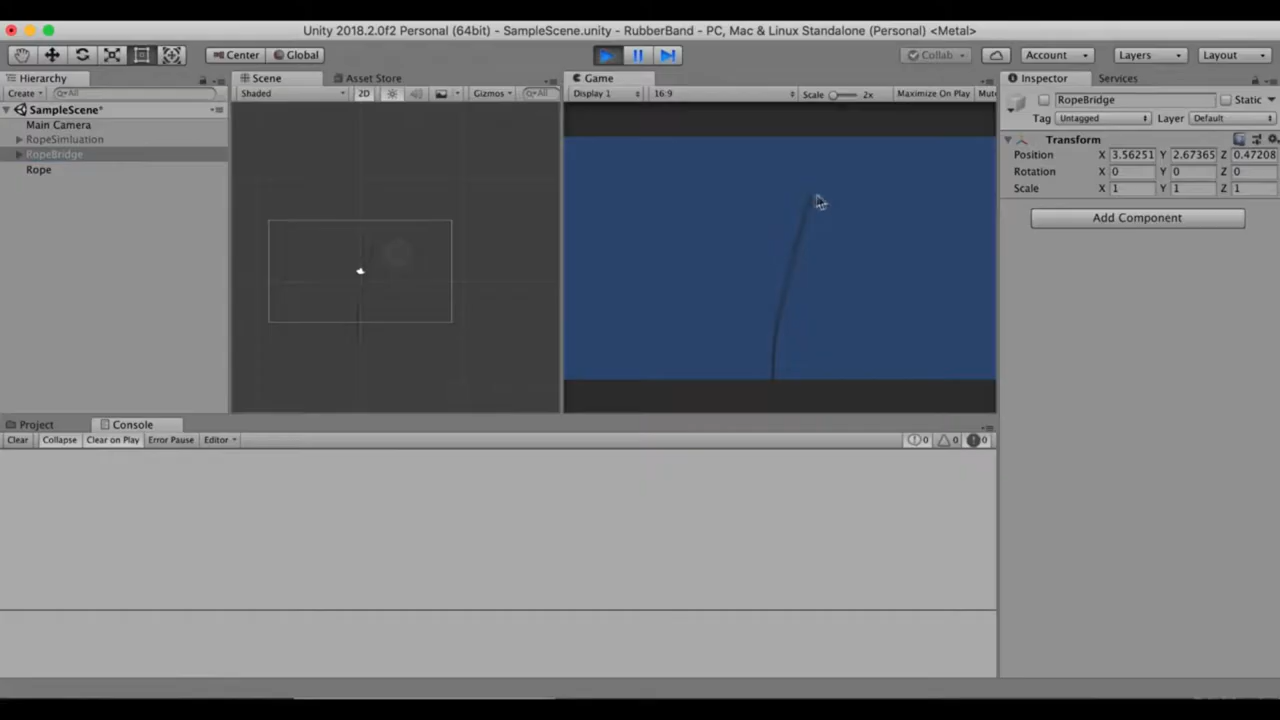 Unity 2018.2.0f2 Personal (64bit) - SampleScene.unity - RubberBand - PC, Mac & Linux Standalone (Personal) <Metal>
Center Global Collab Account Layers Layout
Hierarchy Scene Asset Store Game Inspector Services
Create All Shaded 2D Gizmos All Display 1 16:9 Scale 2x Maximize On Play Mute
RopeBridge Static
Tag Untagged Layer Default
SampleScene*
Main Camera
RopeSimluation
RopeBridge
Rope
Transform
Position X 3.56251 Y 2.67365 Z 0.47208
Rotation X 0 Y 0 Z 0
Scale X 1 Y 1 Z 1
Add Component
Project Console
Clear Collapse Clear on Play Error Pause Editor 0 0 0